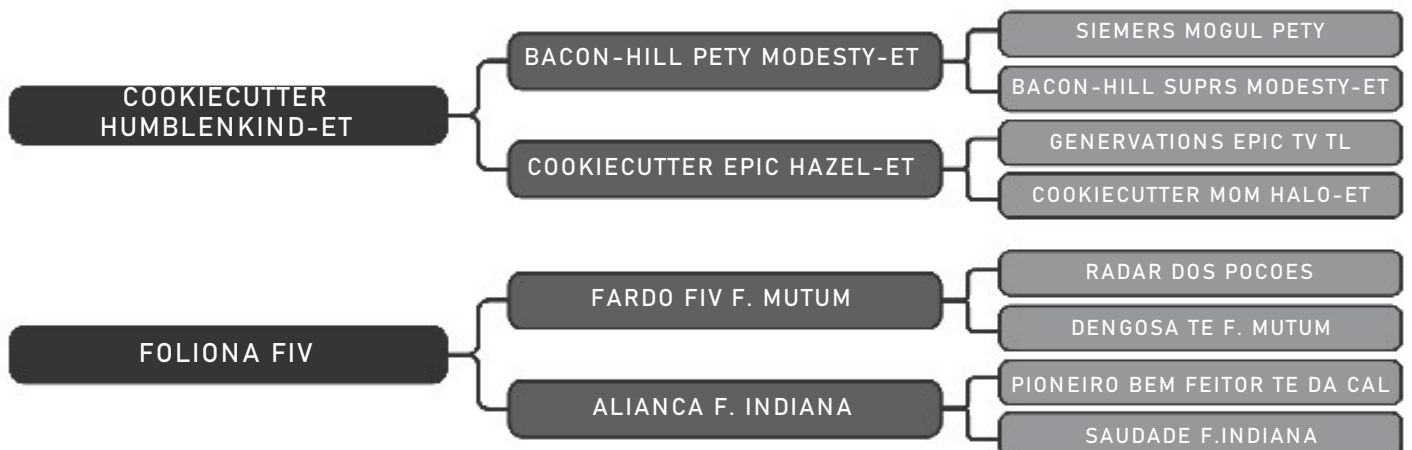 COOKIECUTTER
HUMBLENKIND-ET
BACON-HILL PETY MODESTY-ET
SIEMERS MOGUL PETY
BACON-HILL SUPRS MODESTY-ET
COOKIECUTTER EPIC HAZEL-ET
GENERVATIONS EPIC TV TL
COOKIECUTTER MOM HALO-ET
FOLIONA FIV
FARDO FIV F. MUTUM
RADAR DOS POCOES
DENGOSA TE F. MUTUM
ALIANCA F. INDIANA
PIONEIRO BEM FEITOR TE DA CAL
SAUDADE F.INDIANA